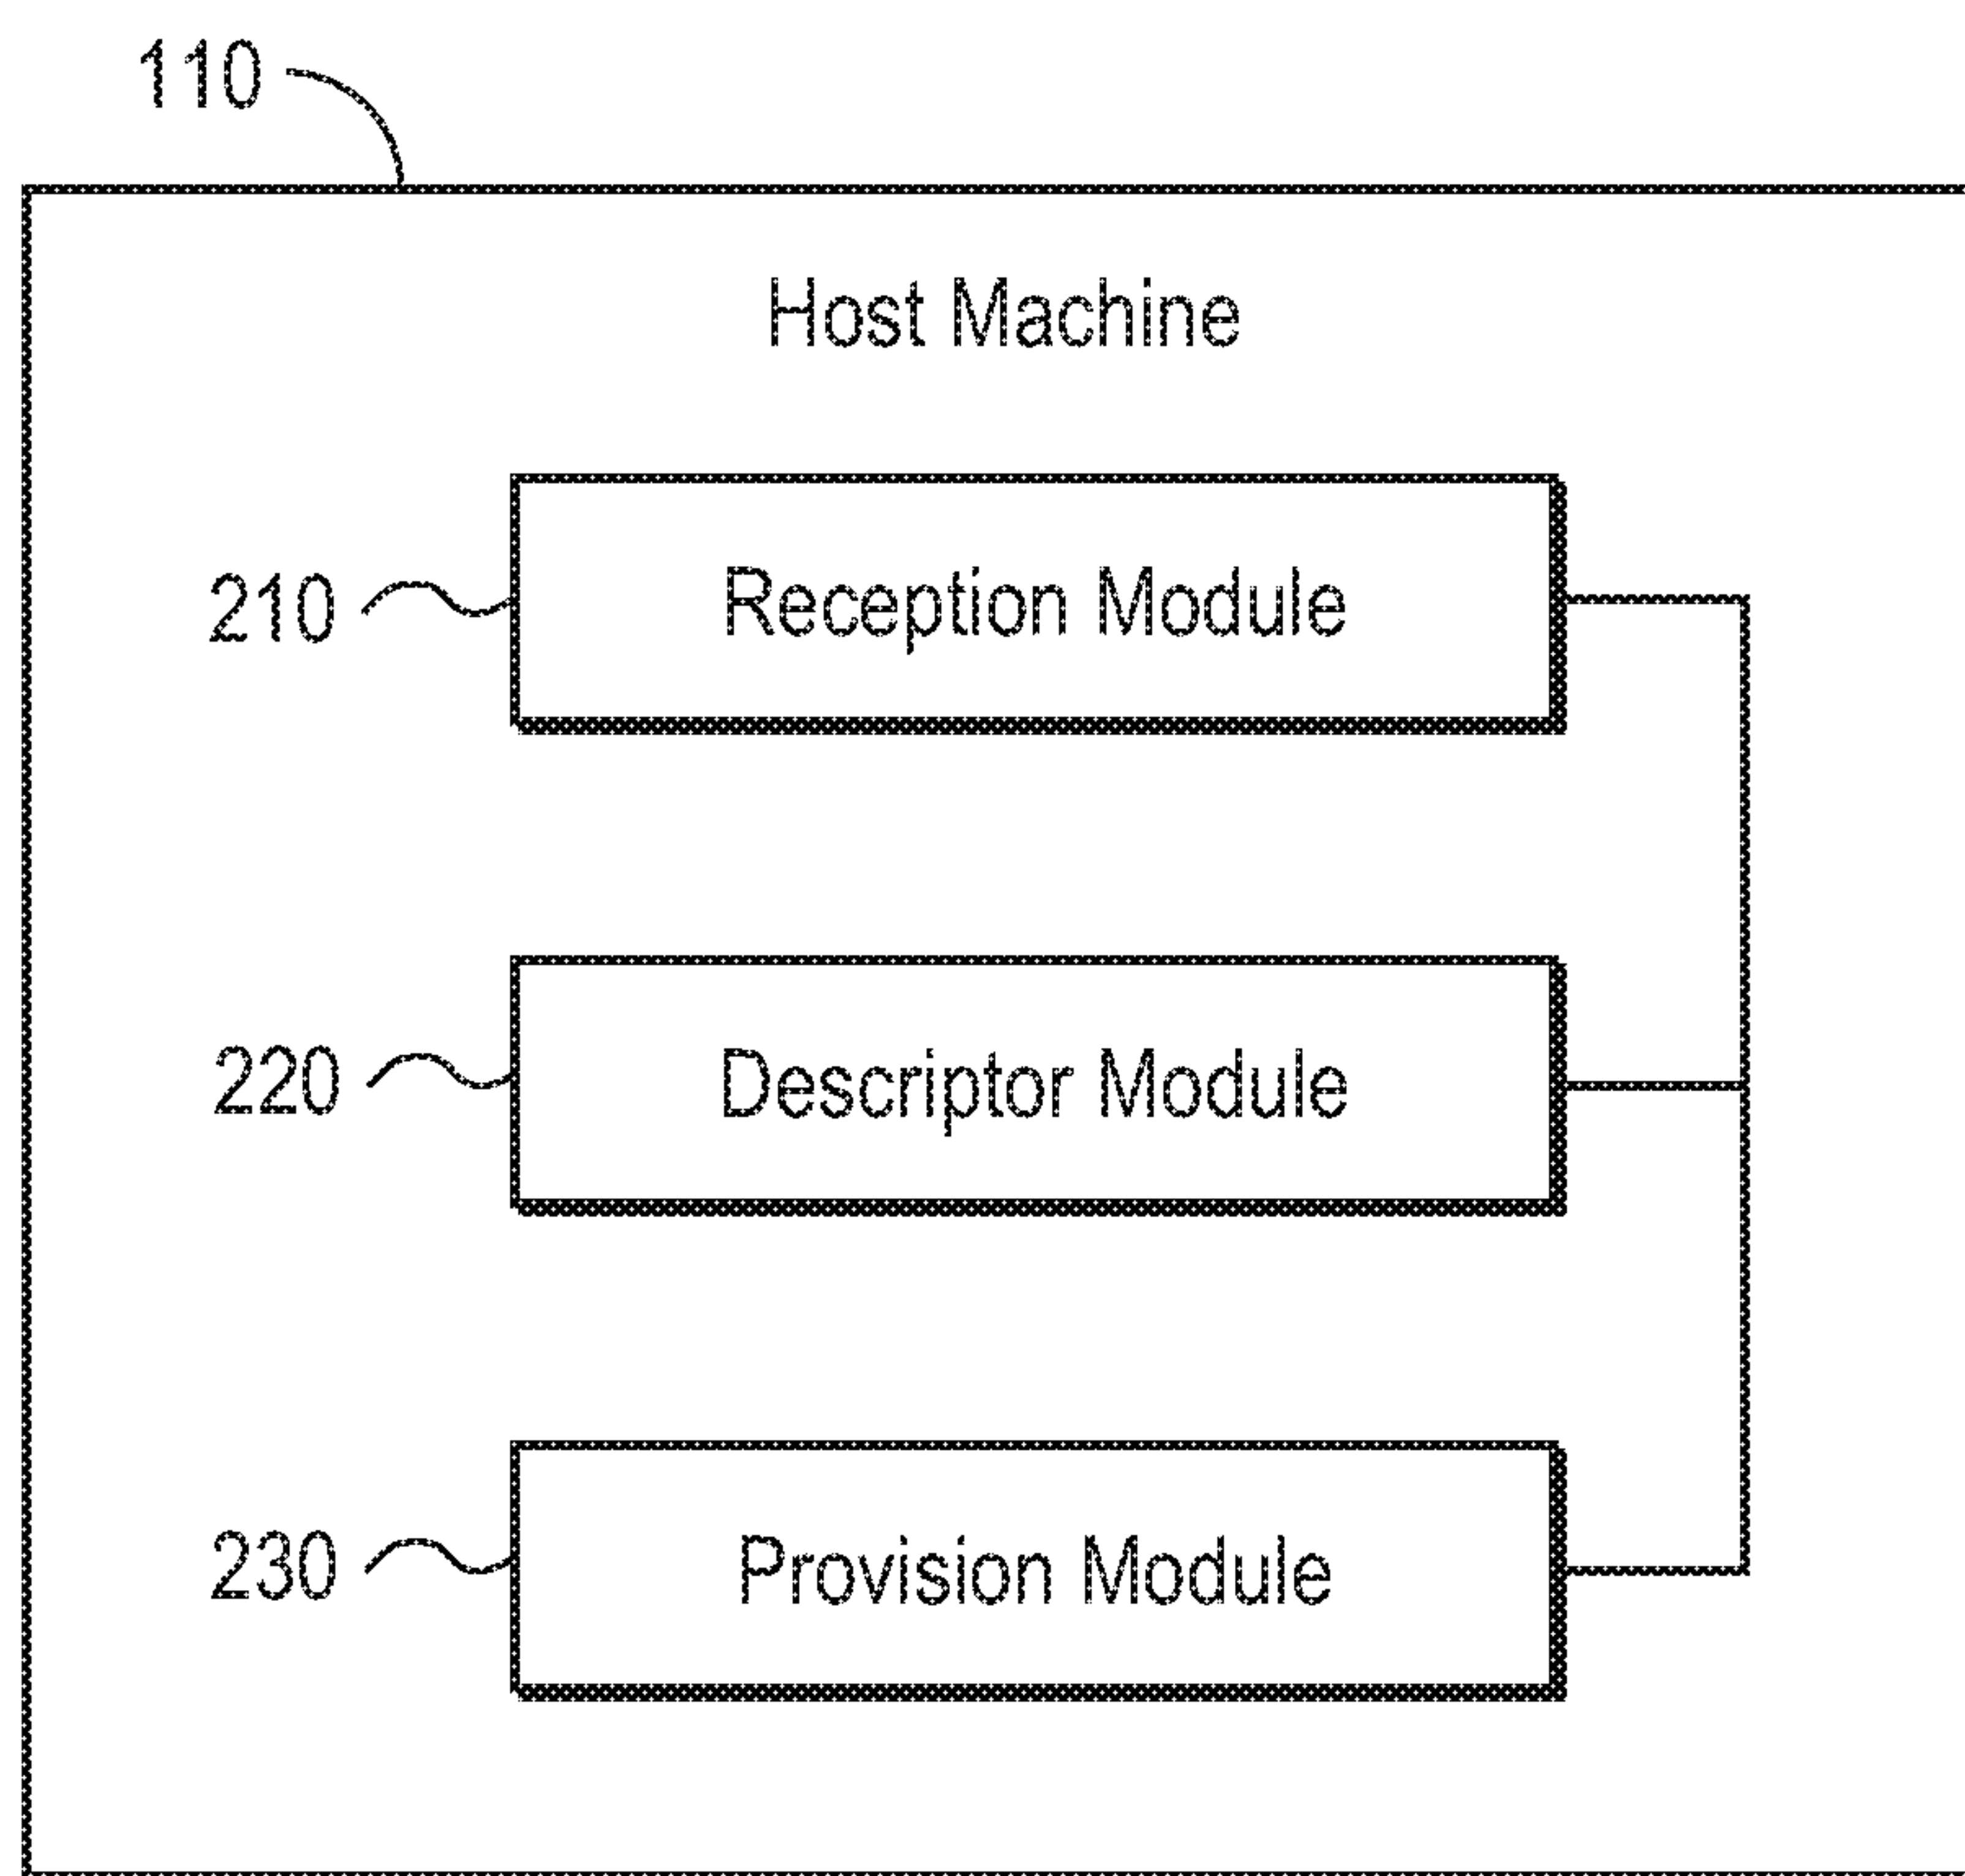 110
Host Machine
210 Reception Module
220 Descriptor Module
230 Provision Module